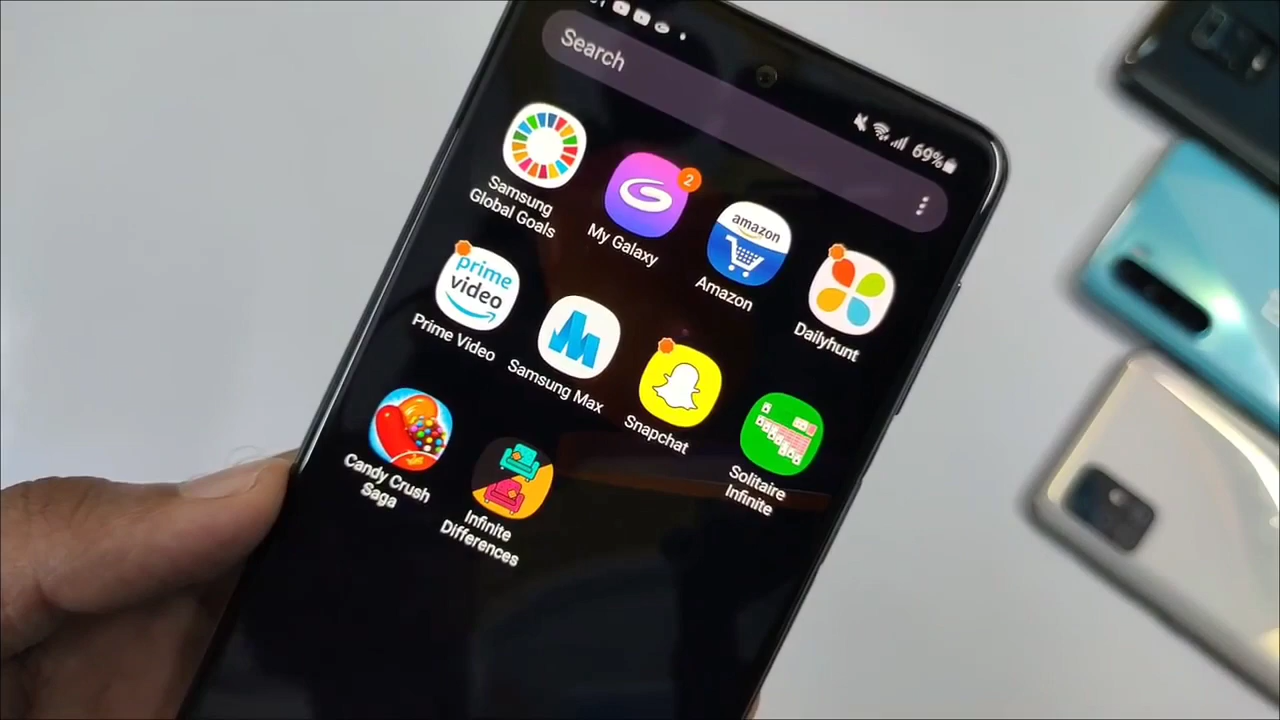 Search
69%
Samsung
Global Goals
2
My Galaxy
amazon
Amazon
Dailyhunt
prime
video
Prime Video
Samsung Max
Snapchat
Solitaire
Infinite
Candy Crush
Saga
Infinite
Differences